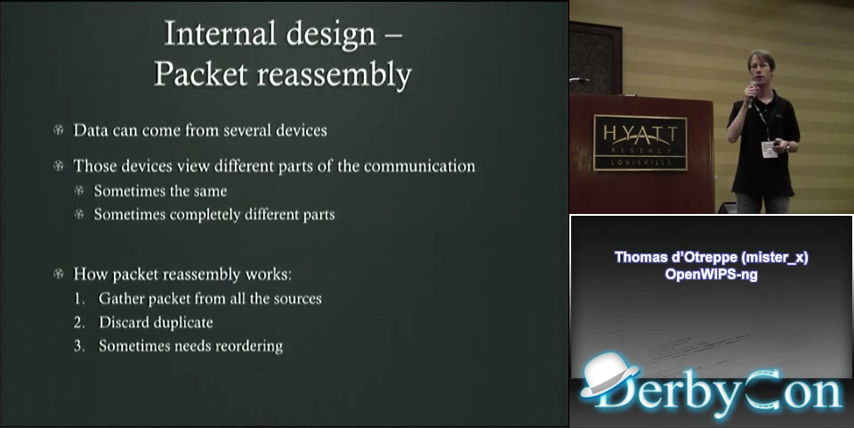 Internal design –
Packet reassembly
Data can come from several devices
Those devices view different parts of the communication
Sometimes the same
Sometimes completely different parts
How packet reassembly works:
1. Gather packet from all the sources
2. Discard duplicate
3. Sometimes needs reordering
HYATT
REGENCY
LOUISVILLE
Thomas d'Otreppe (mister_x)
OpenWIPS-ng
DerbyCon